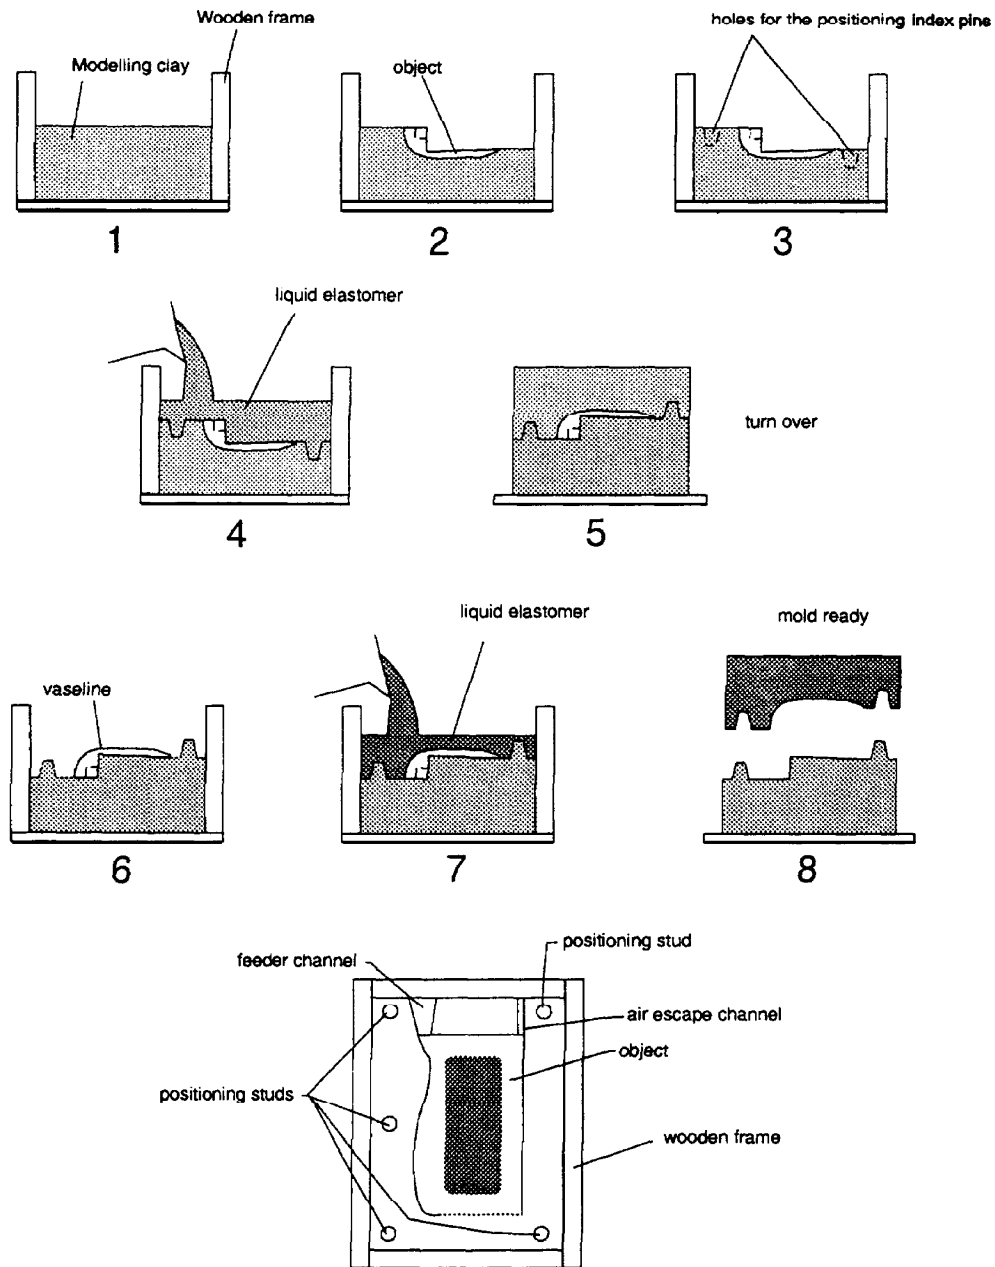 Wooden frame
Modelling clay
object
holes for the positioning index pins
1
2
3
liquid elastomer
turn over
4
5
liquid elastomer
mold ready
vaseline
6
7
8
positioning stud
feeder channel
air escape channel
object
positioning studs
wooden frame